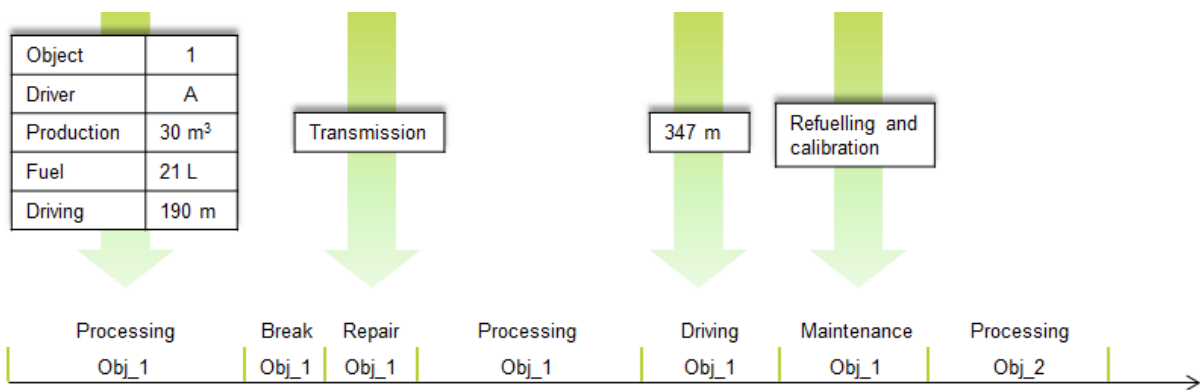 Object 1
Driver A
Production 30 m³
Fuel 21 L
Driving 190 m
Transmission
347 m
Refuelling and
calibration
Processing Break Repair Processing Driving Maintenance Processing
Obj_1 Obj_1 Obj_1 Obj_1 Obj_1 Obj_1 Obj_2